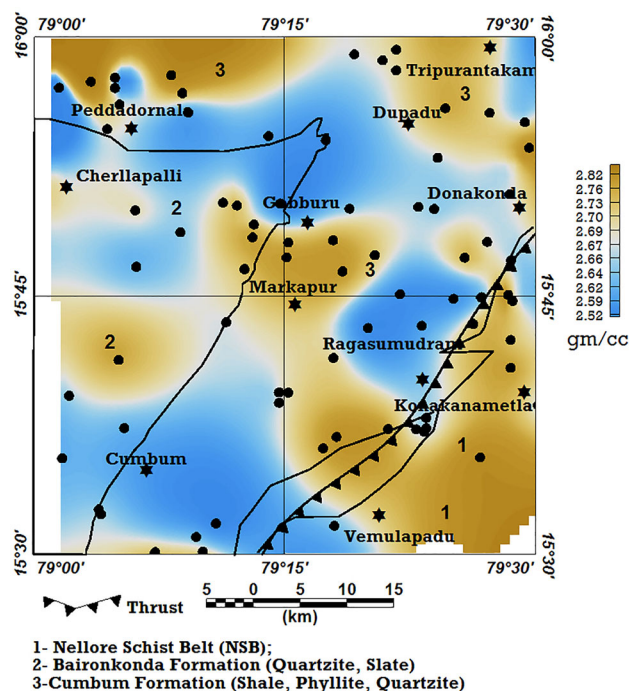 79°00' 79°15' 79°30'
16°00' 16°00'
3
Tripurantakam
3
Peddadornal
Dupadu
Cherllapalli
Donakonda
2
Gobburu
3
Markapur
15°45' 15°45'
Ragasumudram
2
Konakanametla
1
Cumbum
1
Vemulapadu
15°30' 15°30'
79°00' 79°15' 79°30'
2.82
2.76
2.73
2.70
2.68
2.67
2.66
2.64
2.62
2.59
2.52
gm/cc
Thrust
5 0 5 10 15
(km)
1- Nellore Schist Belt (NSB);
2- Baironkonda Formation (Quartzite, Slate)
3-Cumbum Formation (Shale, Phyllite, Quartzite)